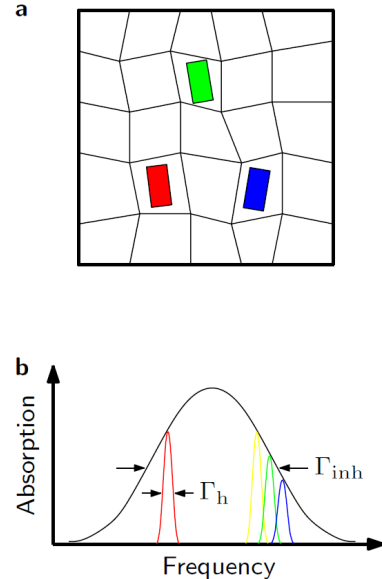 a
b
Absorption
Γh
Γinh
Frequency